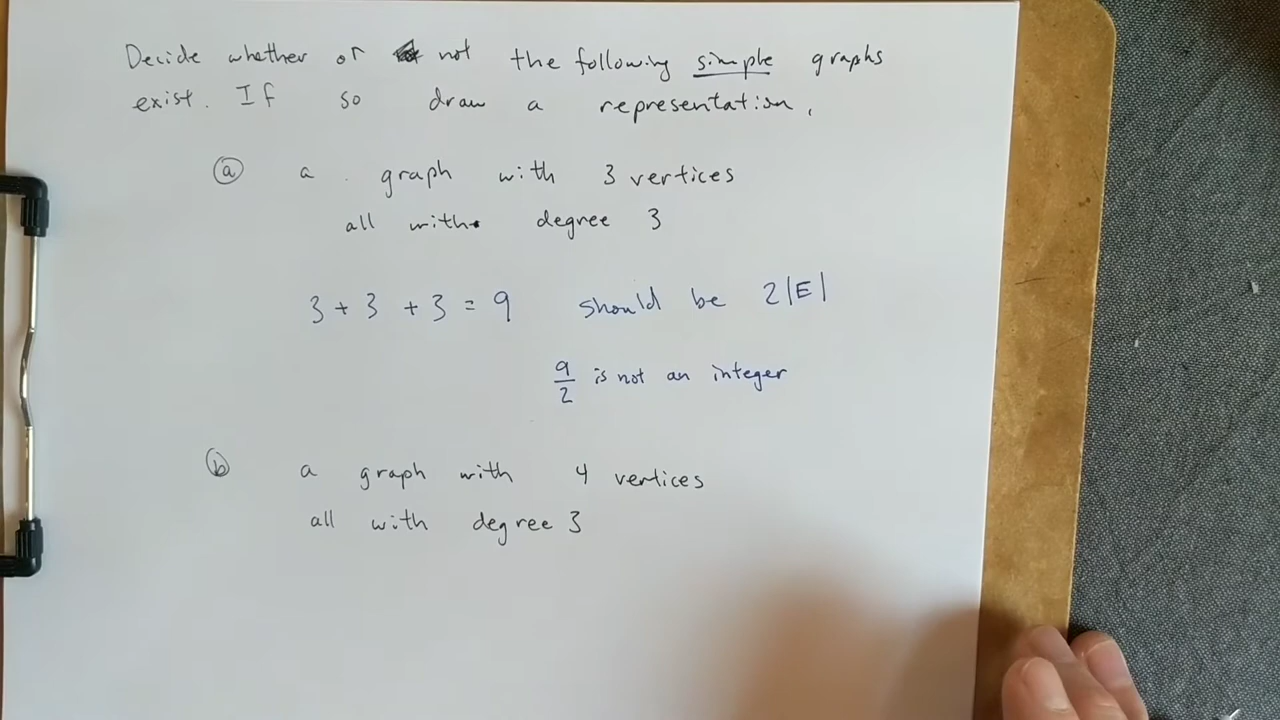 Decide whether or not the following simple graphs
exist. If so draw a representation.
ⓐ a graph with 3 vertices
all with degree 3
3 + 3 + 3 = 9 should be 2|E|
9/2 is not an integer
ⓑ a graph with 4 vertices
all with degree 3